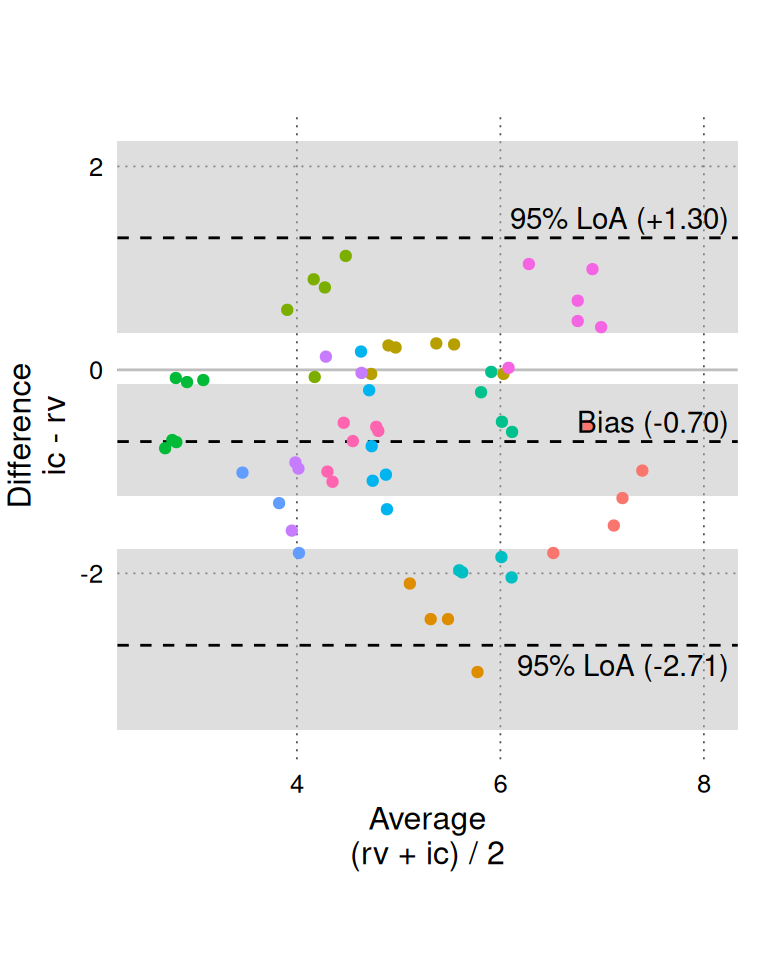 2
0
-2
Difference
ic - rv
95% LoA (+1.30)
Bias (-0.70)
95% LoA (-2.71)
4
6
8
Average
(rv + ic) / 2